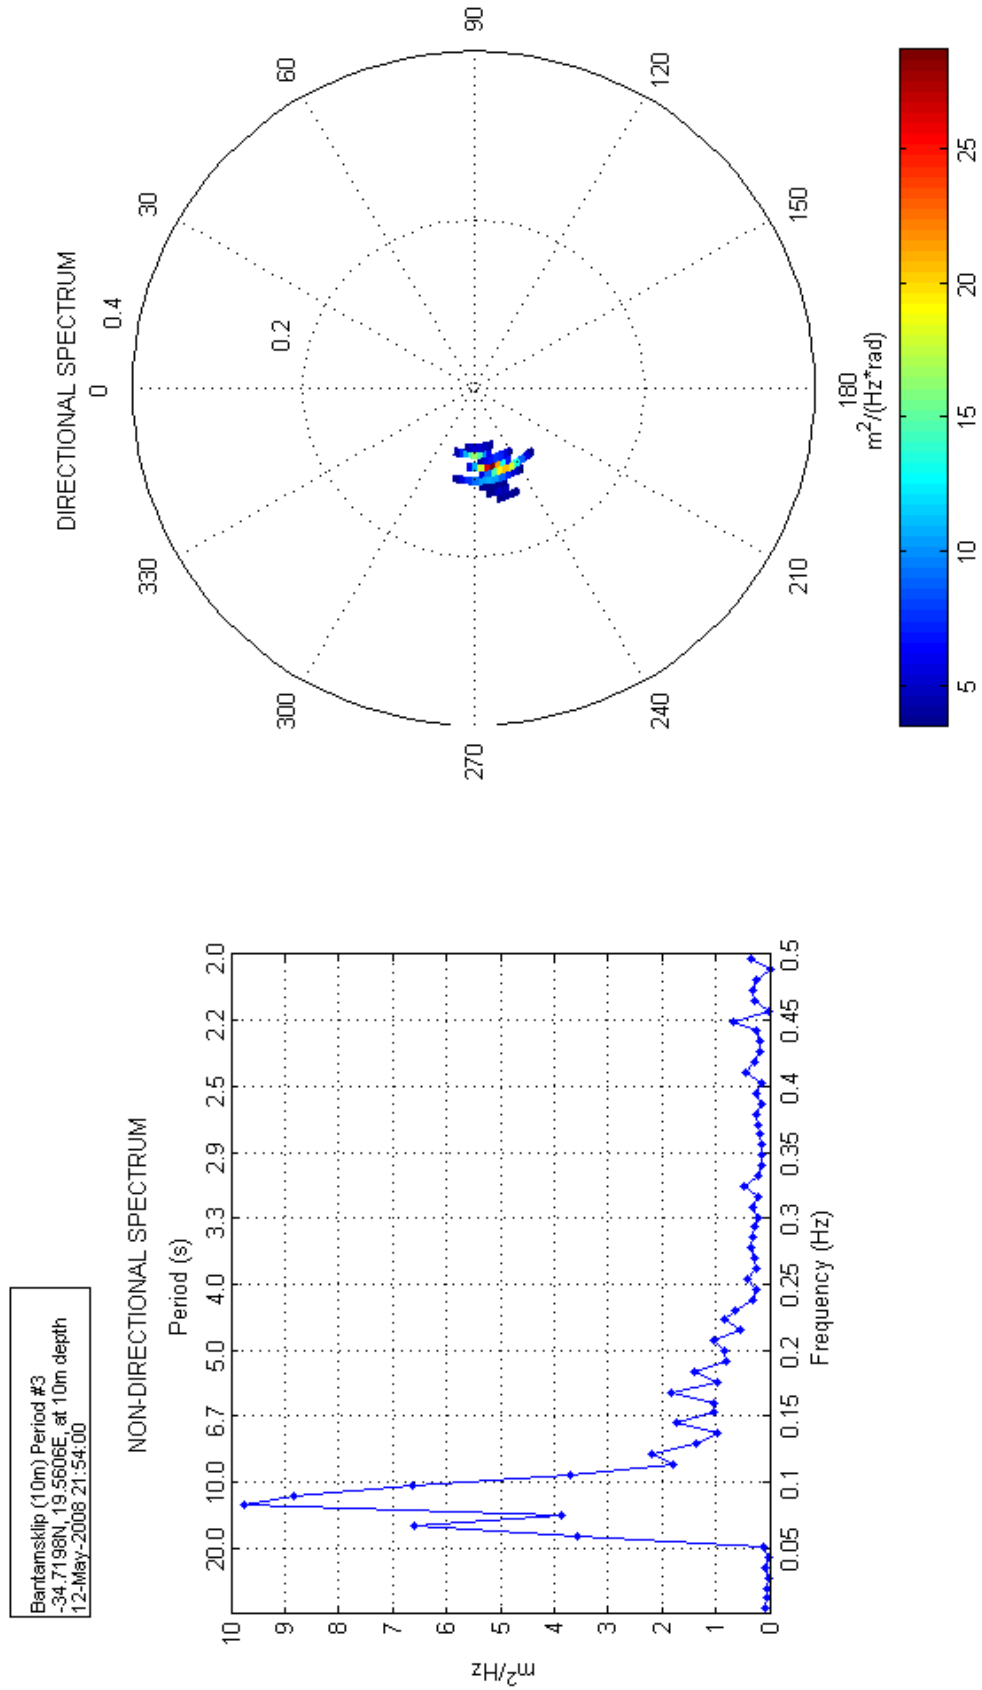 Bantamsklip (10m) Period #3
-34.7198N, 19.5606E, at 10m depth
12-May-2008 21:54:00
NON-DIRECTIONAL SPECTRUM
Period (s)
20.0 10.0 6.7 5.0 4.0 3.3 2.9 2.5 2.2 2.0
10
9
8
7
6
5
4
3
2
1
0
m²/Hz
0.05 0.1 0.15 0.2 0.25 0.3 0.35 0.4 0.45 0.5
Frequency (Hz)
DIRECTIONAL SPECTRUM
0
0.4
30
0.2
60
90
120
150
180
210
240
270
300
330
m²/(Hz*rad)
5 10 15 20 25